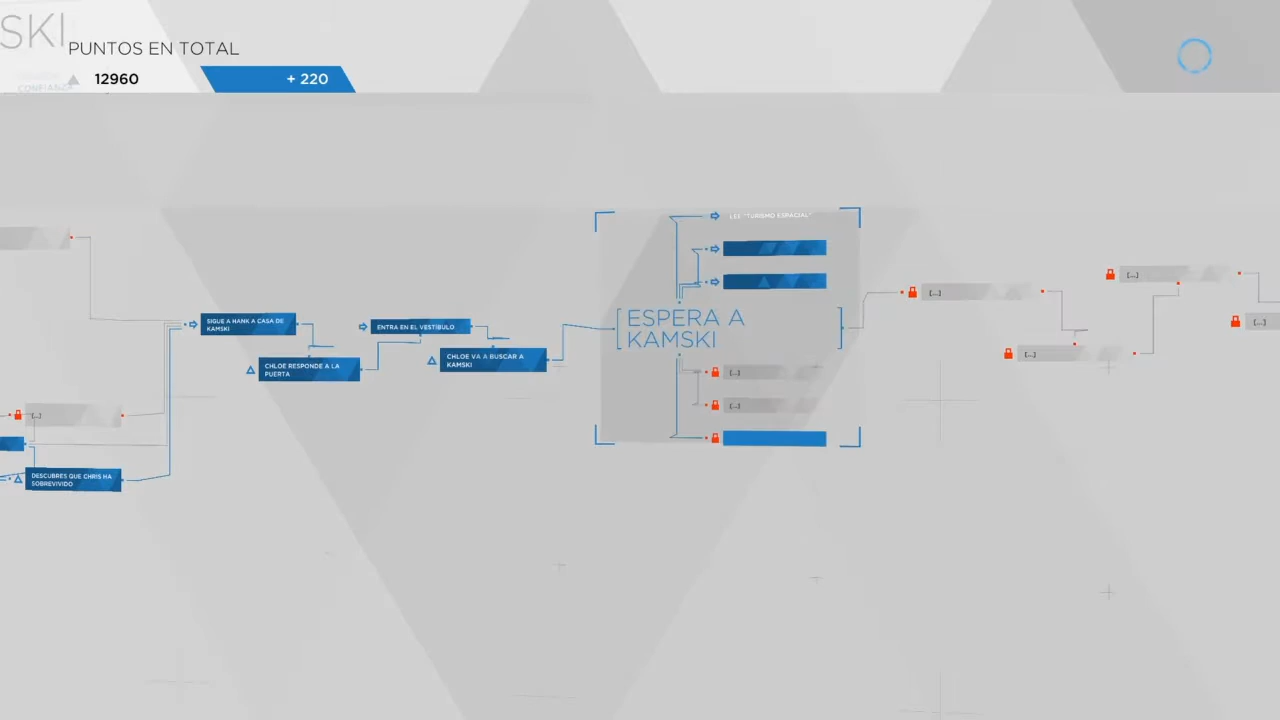 SKI
PUNTOS EN TOTAL
12960
+ 220
CONFIANZA
LEE "TURISMO ESPACIAL"
[...]
[...]
[...]
SIGUE A HANK A CASA DE
KAMSKI
ENTRA EN EL VESTÍBULO
ESPERA A
KAMSKI
CHLOE RESPONDE A LA
PUERTA
CHLOE VA A BUSCAR A
KAMSKI
[...]
[...]
[...]
[...]
DESCUBRES QUE CHRIS HA
SOBREVIVIDO